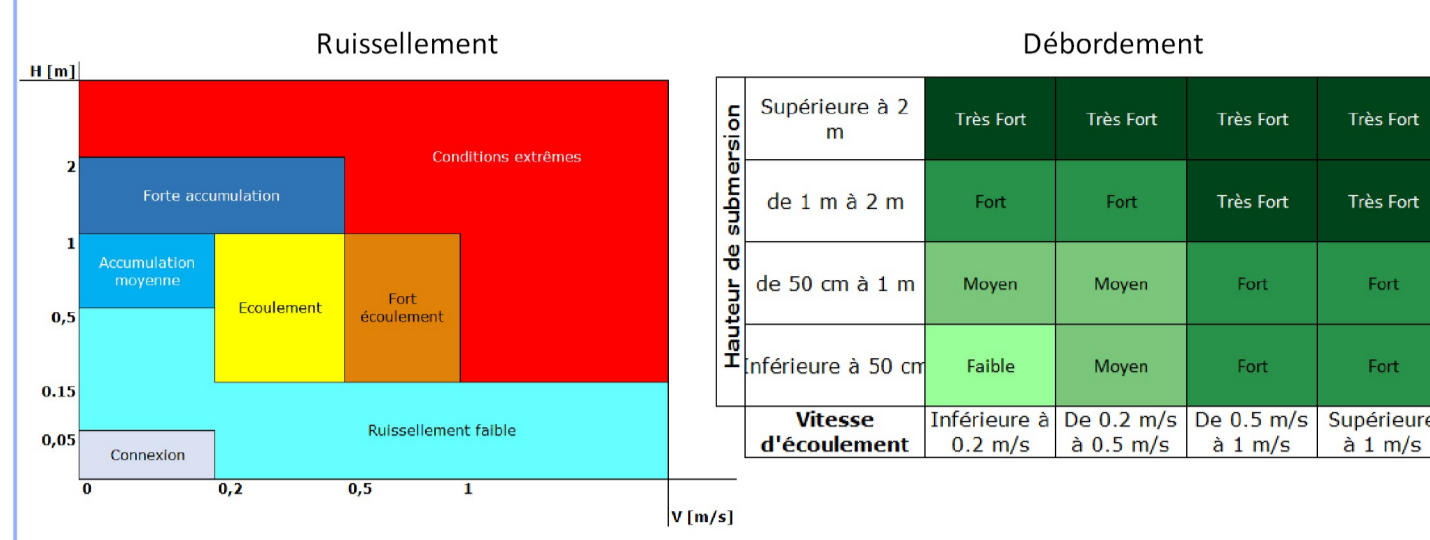 Ruissellement
H [m]
Conditions extrêmes
2
Forte accumulation
1
Accumulation
moyenne
Ecoulement
Fort
écoulement
0,5
0.15
Ruissellement faible
0,05
Connexion
0
0,2
0,5
1
V [m/s]
Débordement
Hauteur de submersion
Supérieure à 2
m
Très Fort
Très Fort
Très Fort
Très Fort
de 1 m à 2 m
Fort
Fort
Très Fort
Très Fort
de 50 cm à 1 m
Moyen
Moyen
Fort
Fort
Inférieure à 50 cm
Faible
Moyen
Fort
Fort
Vitesse
d'écoulement
Inférieure à
0.2 m/s
De 0.2 m/s
à 0.5 m/s
De 0.5 m/s
à 1 m/s
Supérieure
à 1 m/s